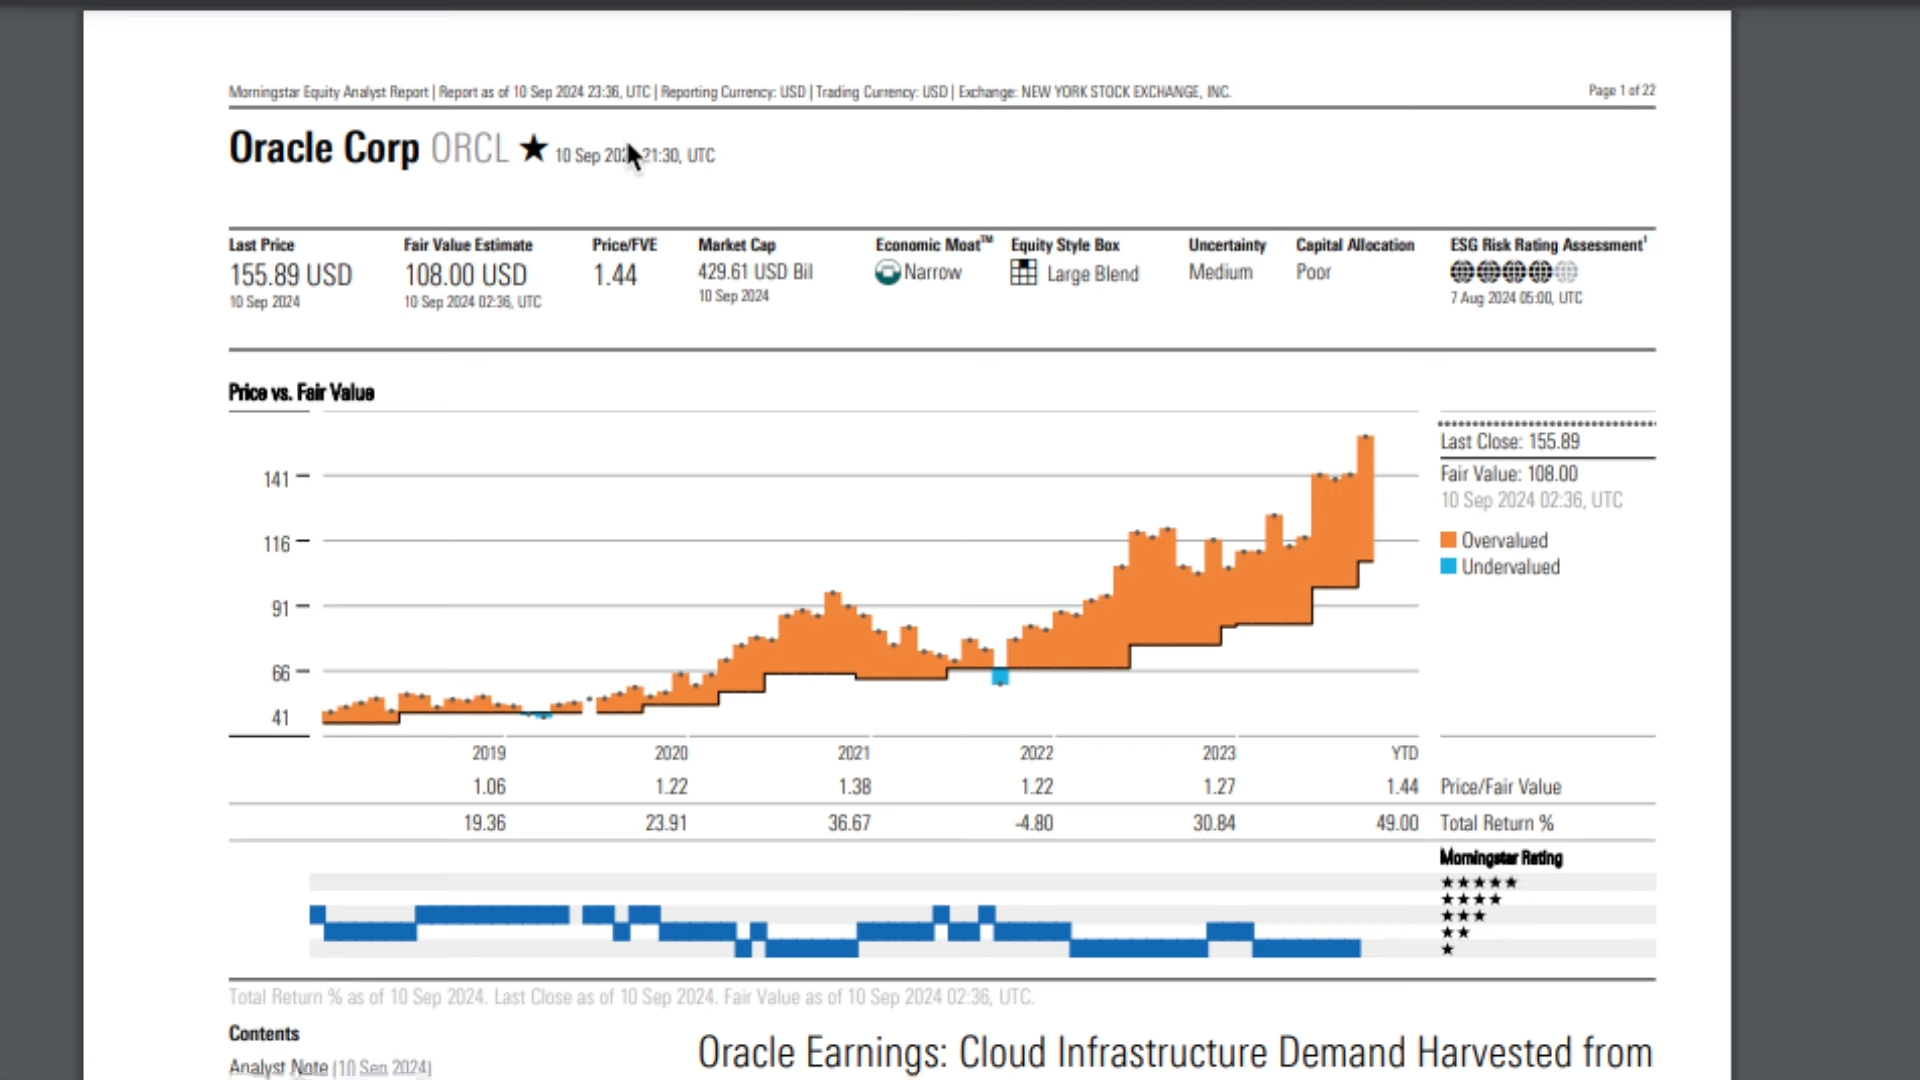 Morningstar Equity Analyst Report | Report as of 10 Sep 2024 23:36, UTC | Reporting Currency: USD | Trading Currency: USD | Exchange: NEW YORK STOCK EXCHANGE, INC. Page 1 of 22
Oracle Corp ORCL ★ 10 Sep 21:30, UTC
Last Price Fair Value Estimate Price/FVE Market Cap Economic Moat™ Equity Style Box Uncertainty Capital Allocation ESG Risk Rating Assessment¹
155.89 USD 108.00 USD 1.44 429.61 USD Bil Narrow Large Blend Medium Poor
10 Sep 2024 10 Sep 2024 02:36, UTC 10 Sep 2024 7 Aug 2024 05:00, UTC
Price vs. Fair Value
Last Close: 155.89
141
Fair Value: 108.00
10 Sep 2024 02:36, UTC
116
Overvalued
Undervalued
91
66
41
2019 2020 2021 2022 2023 YTD
1.06 1.22 1.38 1.22 1.27 1.44 Price/Fair Value
19.36 23.91 36.67 -4.80 30.84 49.00 Total Return %
Morningstar Rating
★★★★★
★★★★
★★★
★★
★
Total Return % as of 10 Sep 2024. Last Close as of 10 Sep 2024. Fair Value as of 10 Sep 2024 02:36, UTC.
Contents
Analyst Note (10 Sep 2024)
Oracle Earnings: Cloud Infrastructure Demand Harvested from